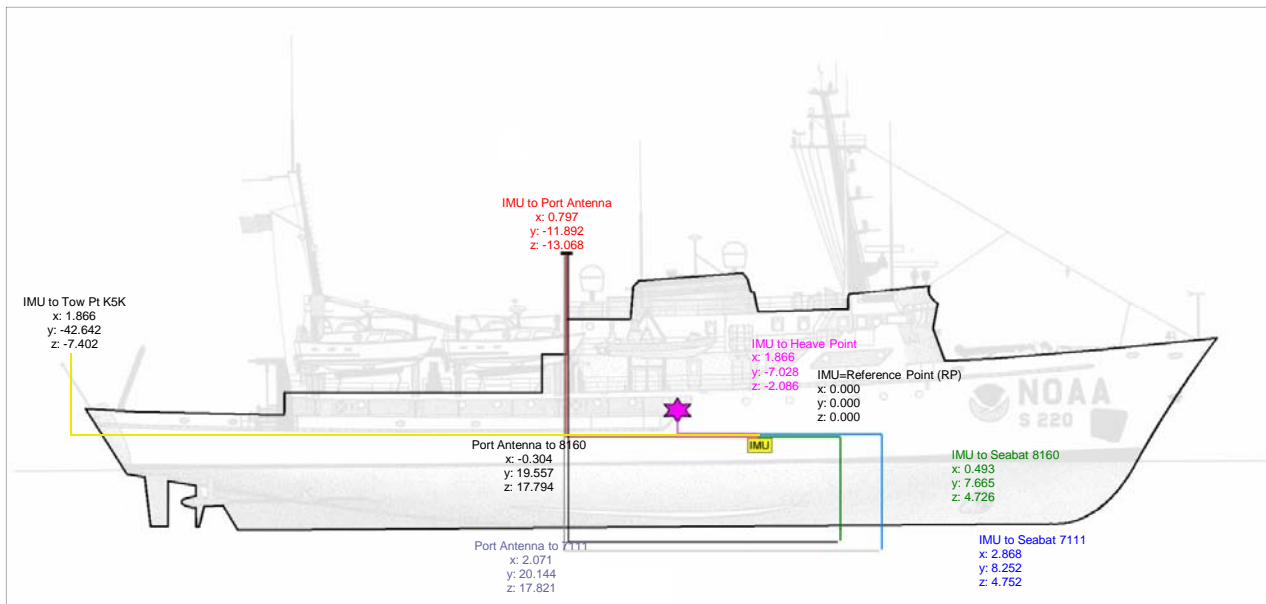 IMU to Port Antenna
x: 0.797
y: -11.892
z: -13.068
IMU to Tow Pt K5K
x: 1.866
y: -42.642
z: -7.402
IMU to Heave Point
x: 1.866
y: -7.028
z: -2.086
IMU=Reference Point (RP)
x: 0.000
y: 0.000
z: 0.000
NOAA
S 220
IMU
Port Antenna to 8160
x: -0.304
y: 19.557
z: 17.794
IMU to Seabat 8160
x: 0.493
y: 7.665
z: 4.726
Port Antenna to 7111
x: 2.071
y: 20.144
z: 17.821
IMU to Seabat 7111
x: 2.868
y: 8.252
z: 4.752